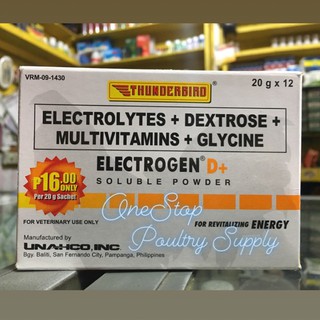 VRM-09-1430
THUNDERBIRD
20 g x 12
ELECTROLYTES + DEXTROSE +
MULTIVITAMINS + GLYCINE
ELECTROGEN® D+
SOLUBLE POWDER
₱16.00
ONLY
Per 20 g Sachet
OneStop
Poultry Supply
FOR REVITALIZING ENERGY
FOR VETERINARY USE ONLY
Manufactured by
UNAHCO, INC.
Bgy. Baliti, San Fernando City, Pampanga, Philippines